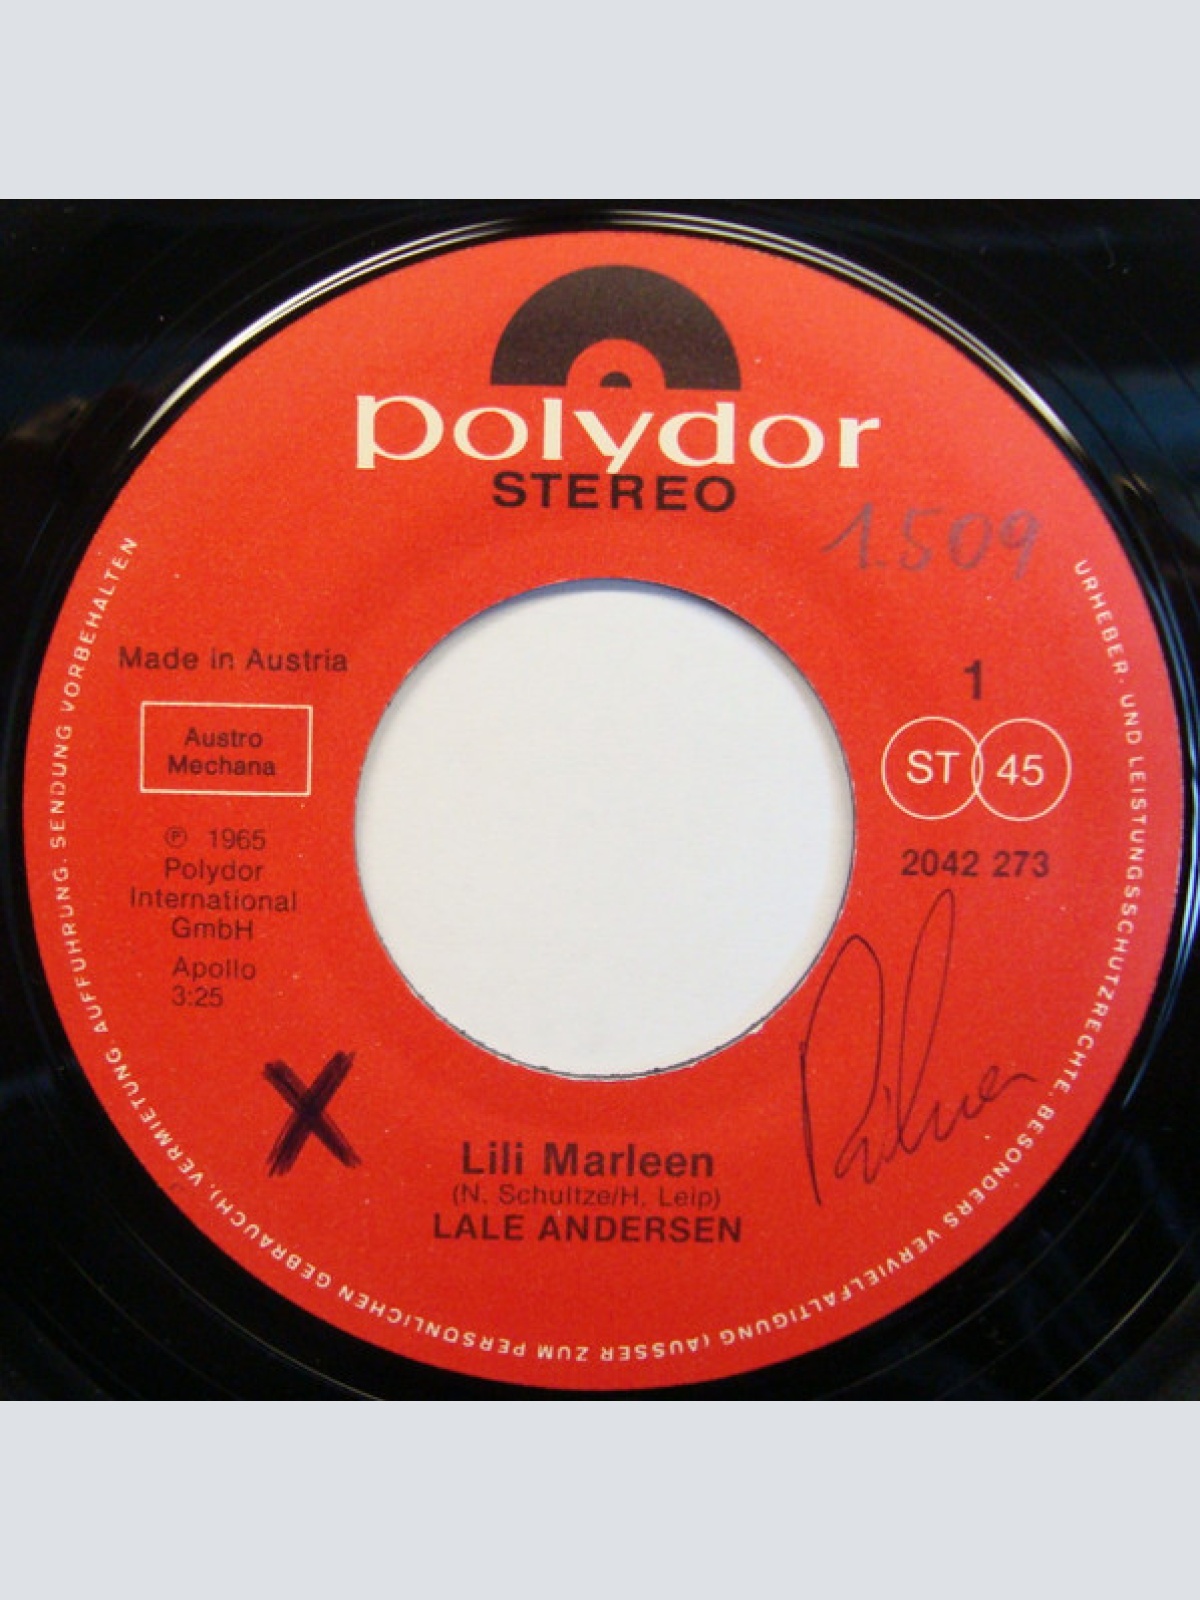 polydor
STEREO
1.509
Made in Austria
Austro
Mechana
℗ 1965
Polydor
International
GmbH
Apollo
3:25
1
ST 45
2042 273
X
Lili Marleen
(N. Schultze/H. Leip)
LALE ANDERSEN
URHEBER- UND LEISTUNGSSCHUTZRECHTE, BESONDERS VERVIELFÄLTIGUNG (AUSSER ZUM PERSÖNLICHEN GEBRAUCH), VERMIETUNG, AUFFÜHRUNG, SENDUNG VORBEHALTEN